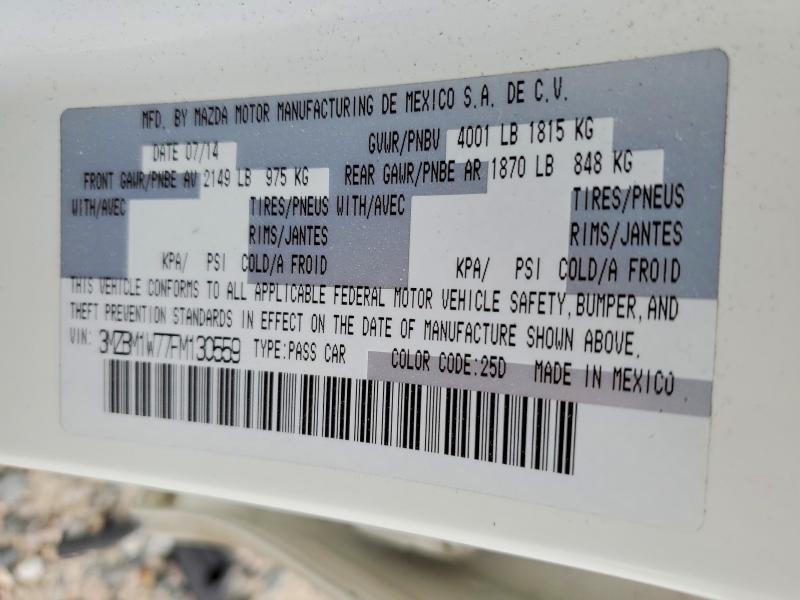 MFD. BY MAZDA MOTOR MANUFACTURING DE MEXICO S.A. DE C.V.
DATE 07/14 GVWR/PNBV 4001 LB 1815 KG
FRONT GAWR/PNBE AV 2149 LB 975 KG REAR GAWR/PNBE AR 1870 LB 848 KG
WITH/AVEC TIRES/PNEUS WITH/AVEC TIRES/PNEUS
RIMS/JANTES RIMS/JANTES
KPA/ PSI COLD/A FROID KPA/ PSI COLD/A FROID
THIS VEHICLE CONFORMS TO ALL APPLICABLE FEDERAL MOTOR VEHICLE SAFETY, BUMPER, AND
THEFT PREVENTION STANDARDS IN EFFECT ON THE DATE OF MANUFACTURE SHOWN ABOVE.
VIN: 3MZBM1W77FM130559 TYPE:PASS CAR COLOR CODE:25D MADE IN MEXICO